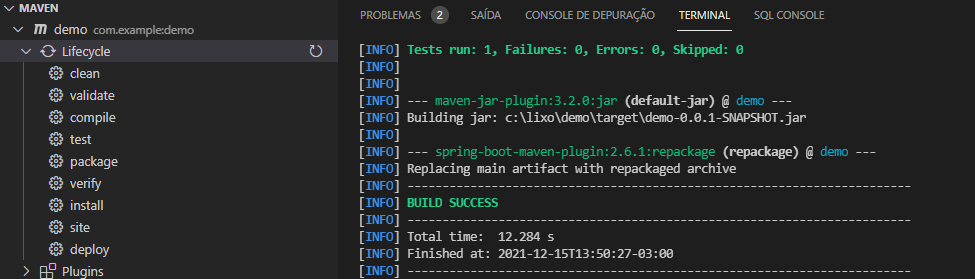 MAVEN
demo com.example:demo
Lifecycle
clean
validate
compile
test
package
verify
install
site
deploy
Plugins
PROBLEMAS 2 SAÍDA CONSOLE DE DEPURAÇÃO TERMINAL SQL CONSOLE
[INFO] Tests run: 1, Failures: 0, Errors: 0, Skipped: 0
[INFO]
[INFO]
[INFO] --- maven-jar-plugin:3.2.0:jar (default-jar) @ demo ---
[INFO] Building jar: c:\lixo\demo\target\demo-0.0.1-SNAPSHOT.jar
[INFO]
[INFO] --- spring-boot-maven-plugin:2.6.1:repackage (repackage) @ demo ---
[INFO] Replacing main artifact with repackaged archive
[INFO] ------------------------------------------------------------------------
[INFO] BUILD SUCCESS
[INFO] ------------------------------------------------------------------------
[INFO] Total time:  12.284 s
[INFO] Finished at: 2021-12-15T13:50:27-03:00
[INFO] ------------------------------------------------------------------------